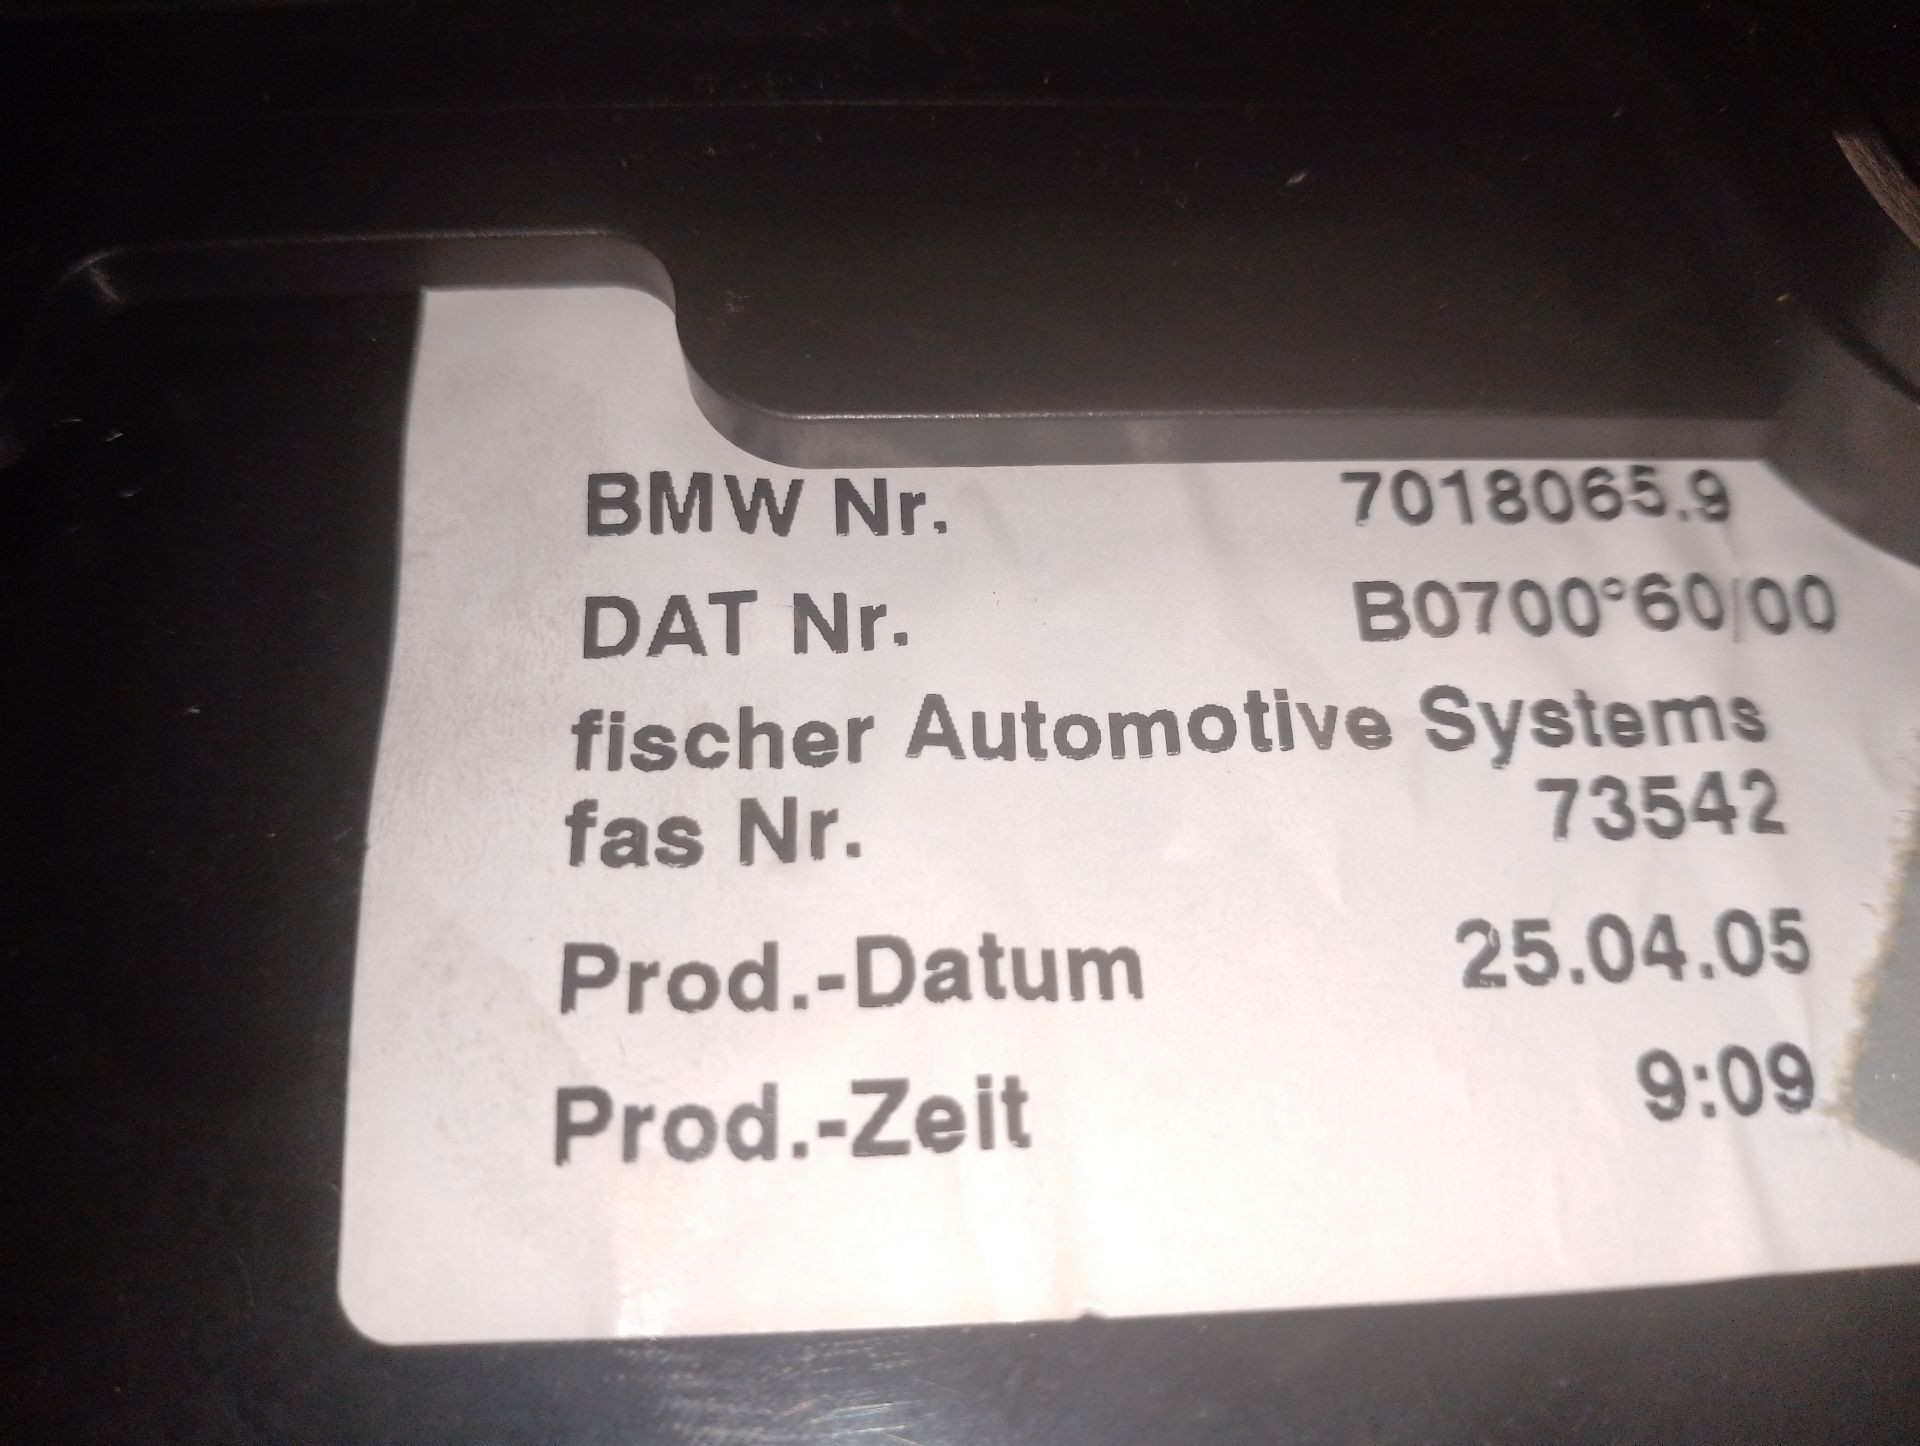 BMW Nr. 7018065.9
DAT Nr. B0700°60/00
fischer Automotive Systems
fas Nr. 73542
Prod.-Datum 25.04.05
Prod.-Zeit 9:09